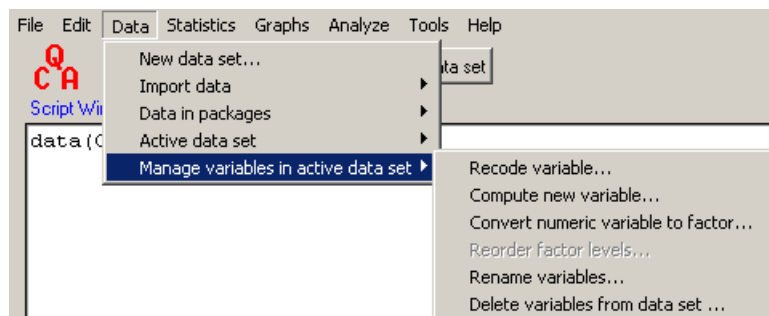 File Edit Data Statistics Graphs Analyze Tools Help
QCA
New data set...
Import data
set
Data in packages
Script
data(
Active data set
Manage variables in active data set
Recode variable...
Compute new variable...
Convert numeric variable to factor...
Reorder factor levels...
Rename variables...
Delete variables from data set ...